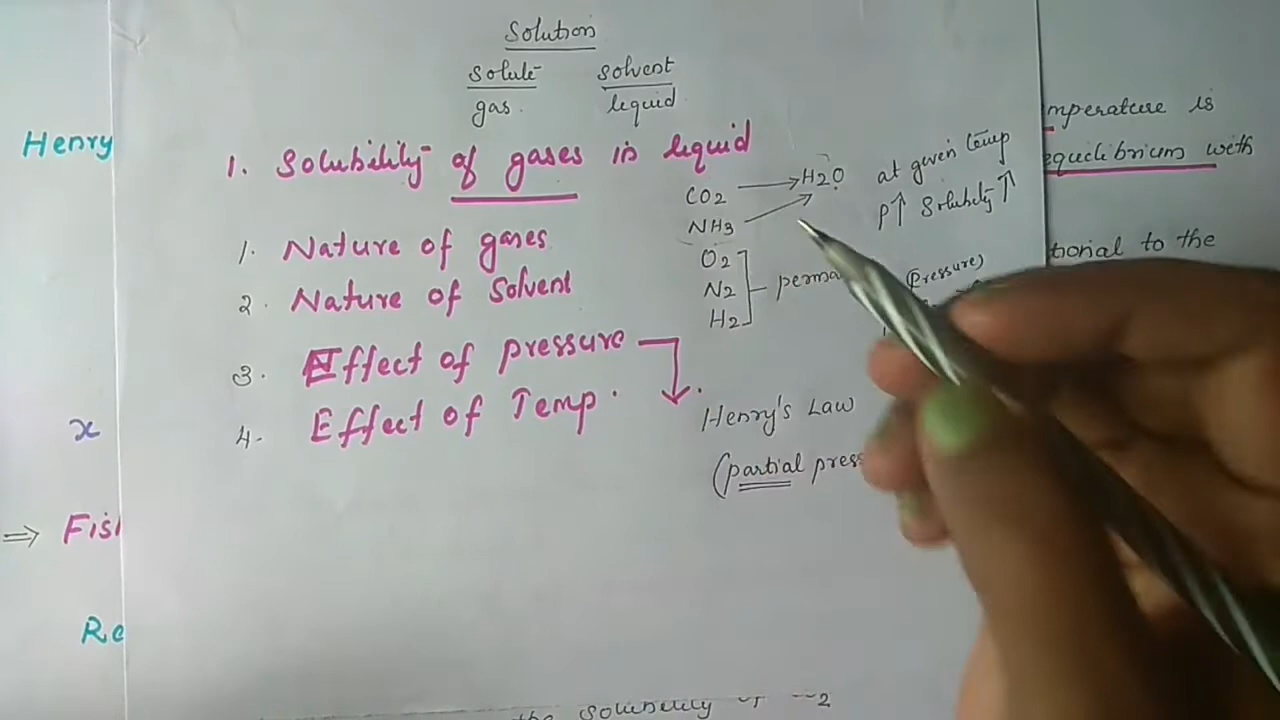 Solution
solute solvent
gas. liquid
1. Solubility of gases in liquid
CO2 → H2O
NH3
at given temp
P↑ Solubility↑
1. Nature of gases
O2
N2
H2
(pressure)
2. Nature of Solvent
3. Effect of pressure
4. Effect of Temp.
Henry's Law
(partial
Henry
x
⇒
mperature is
equilibrium with
tional to the
the solubility of